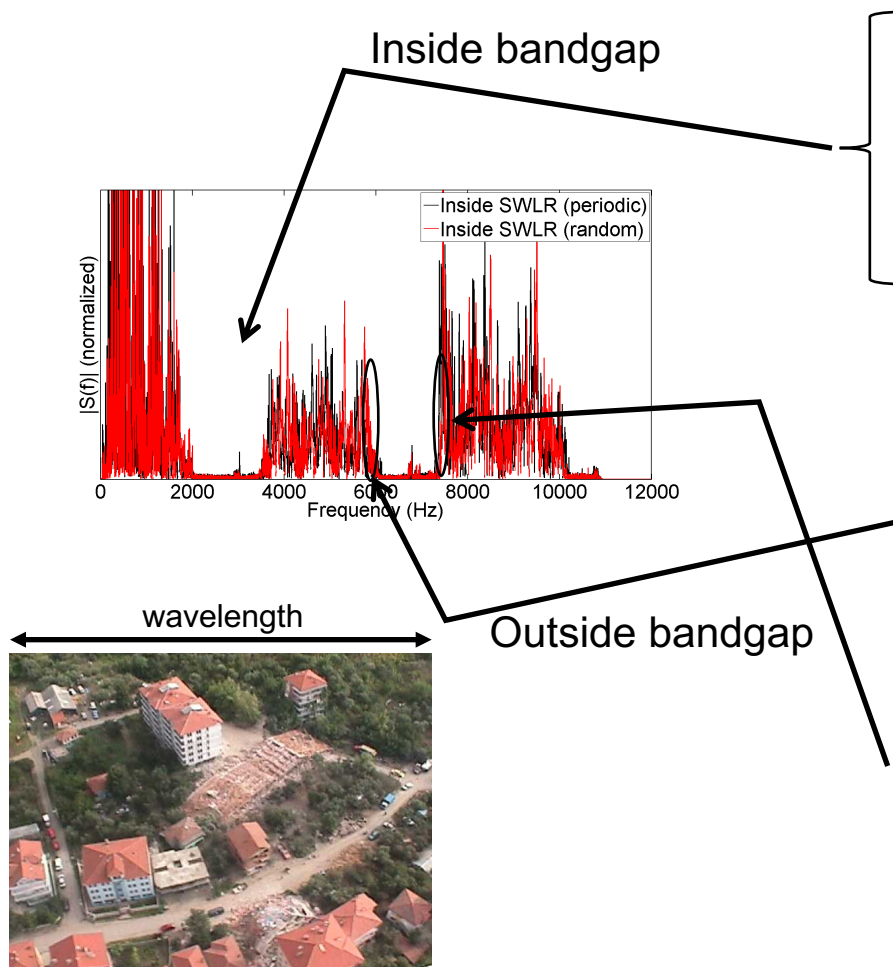 Inside bandgap
Inside SWLR (periodic)
Inside SWLR (random)
|S(f)| (normalized)
0 2000 4000 6000 8000 10000 12000
Frequency (Hz)
wavelength
Outside bandgap